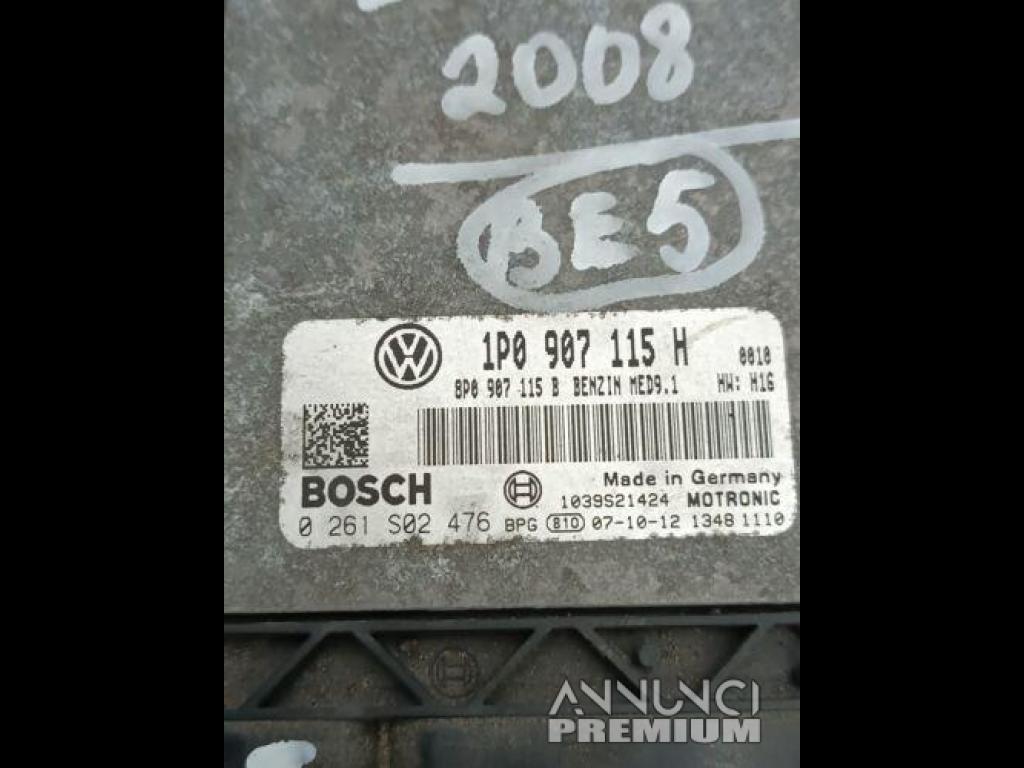 2008
BE5
1P0 907 115 H 0010
8P0 907 115 B BENZIN MED9.1 HW: H16
BOSCH
Made in Germany
1039S21424 MOTRONIC
0 261 S02 476 BPG 810 07-10-12 1348 1110
ANNUNCI
PREMIUM